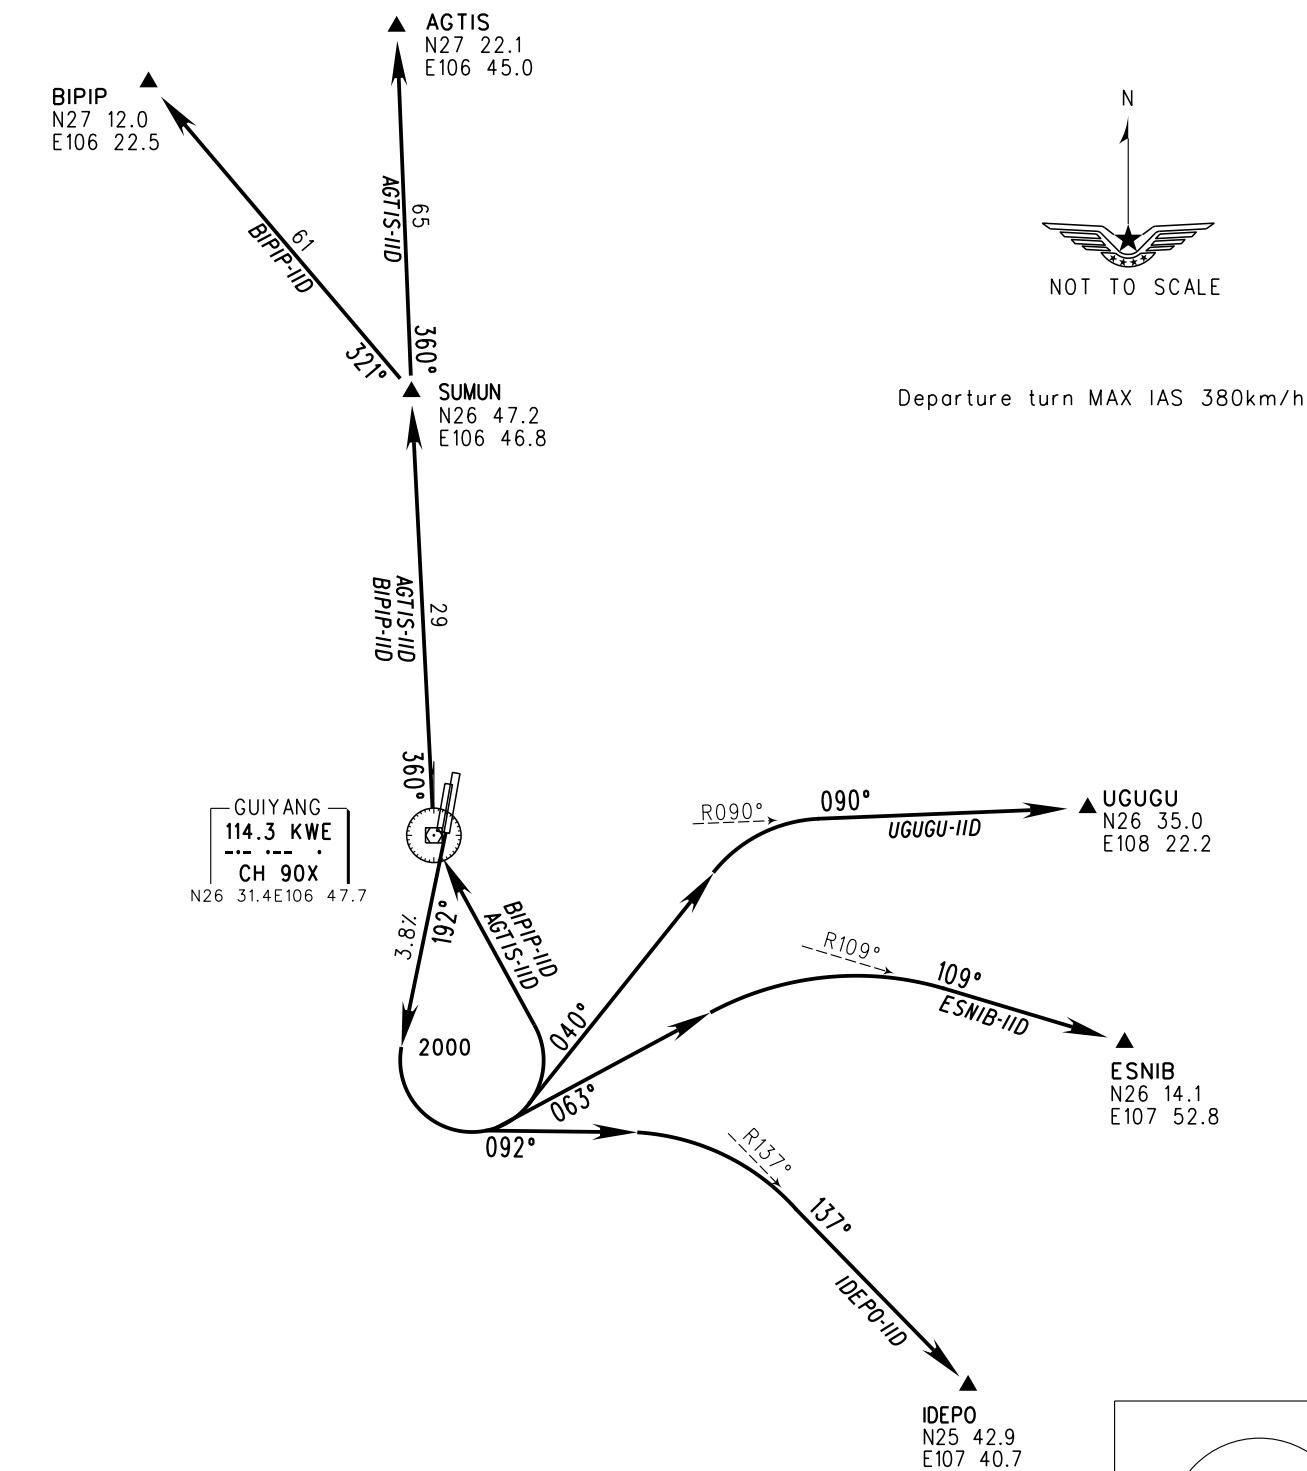 AGTIS
N27 22.1
E106 45.0
BIPIP
N27 12.0
E106 22.5
N
NOT TO SCALE
65
AGTIS-IID
61
BIPIP-IID
360°
321°
SUMUN
N26 47.2
E106 46.8
Departure turn MAX IAS 380km/h
29
AGTIS-IID
BIPIP-IID
360°
GUIYANG
114.3 KWE
CH 90X
N26 31.4E106 47.7
R090°
090°
UGUGU-IID
UGUGU
N26 35.0
E108 22.2
3.8%
192°
BIPIP-IID
AGTIS-IID
R109°
109°
ESNIB-IID
040°
2000
063°
ESNIB
N26 14.1
E107 52.8
092°
R137°
137°
IDEPO-IID
IDEPO
N25 42.9
E107 40.7